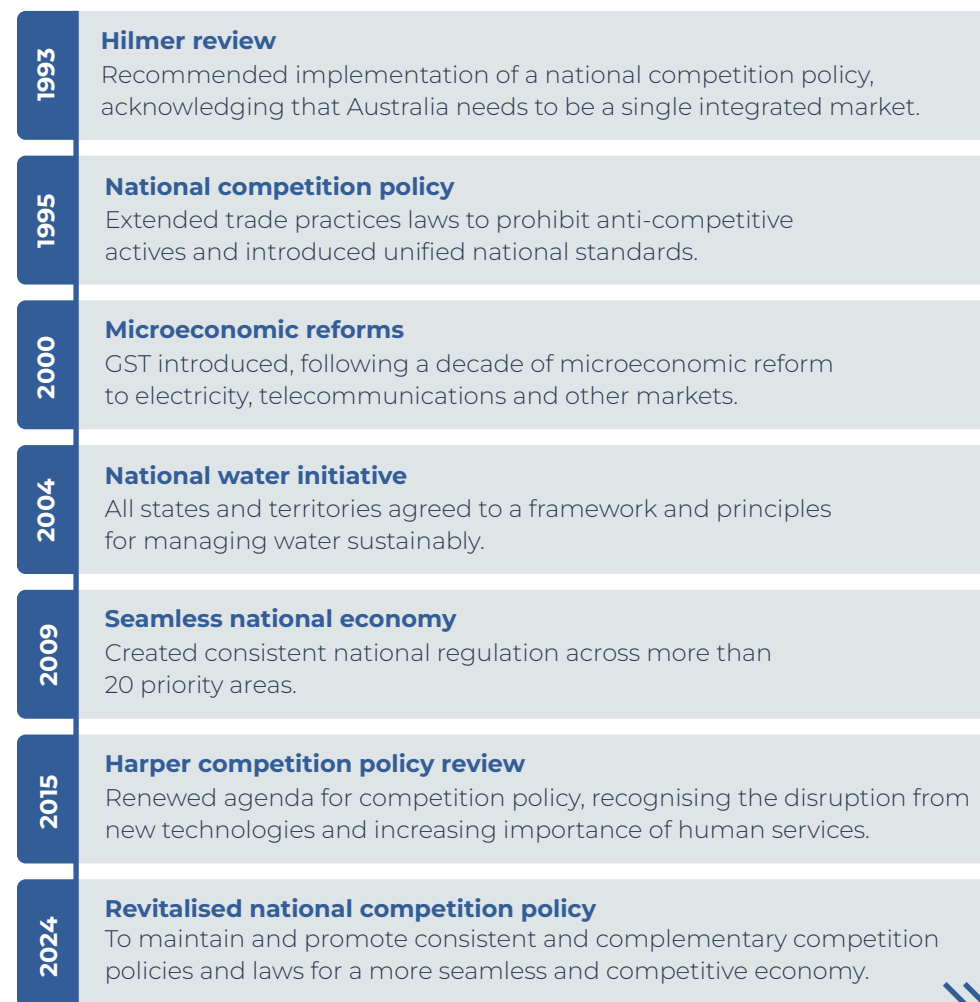 1993
Hilmer review
Recommended implementation of a national competition policy,
acknowledging that Australia needs to be a single integrated market.
1995
National competition policy
Extended trade practices laws to prohibit anti-competitive
actives and introduced unified national standards.
2000
Microeconomic reforms
GST introduced, following a decade of microeconomic reform
to electricity, telecommunications and other markets.
2004
National water initiative
All states and territories agreed to a framework and principles
for managing water sustainably.
2009
Seamless national economy
Created consistent national regulation across more than
20 priority areas.
2015
Harper competition policy review
Renewed agenda for competition policy, recognising the disruption from
new technologies and increasing importance of human services.
2024
Revitalised national competition policy
To maintain and promote consistent and complementary competition
policies and laws for a more seamless and competitive economy.